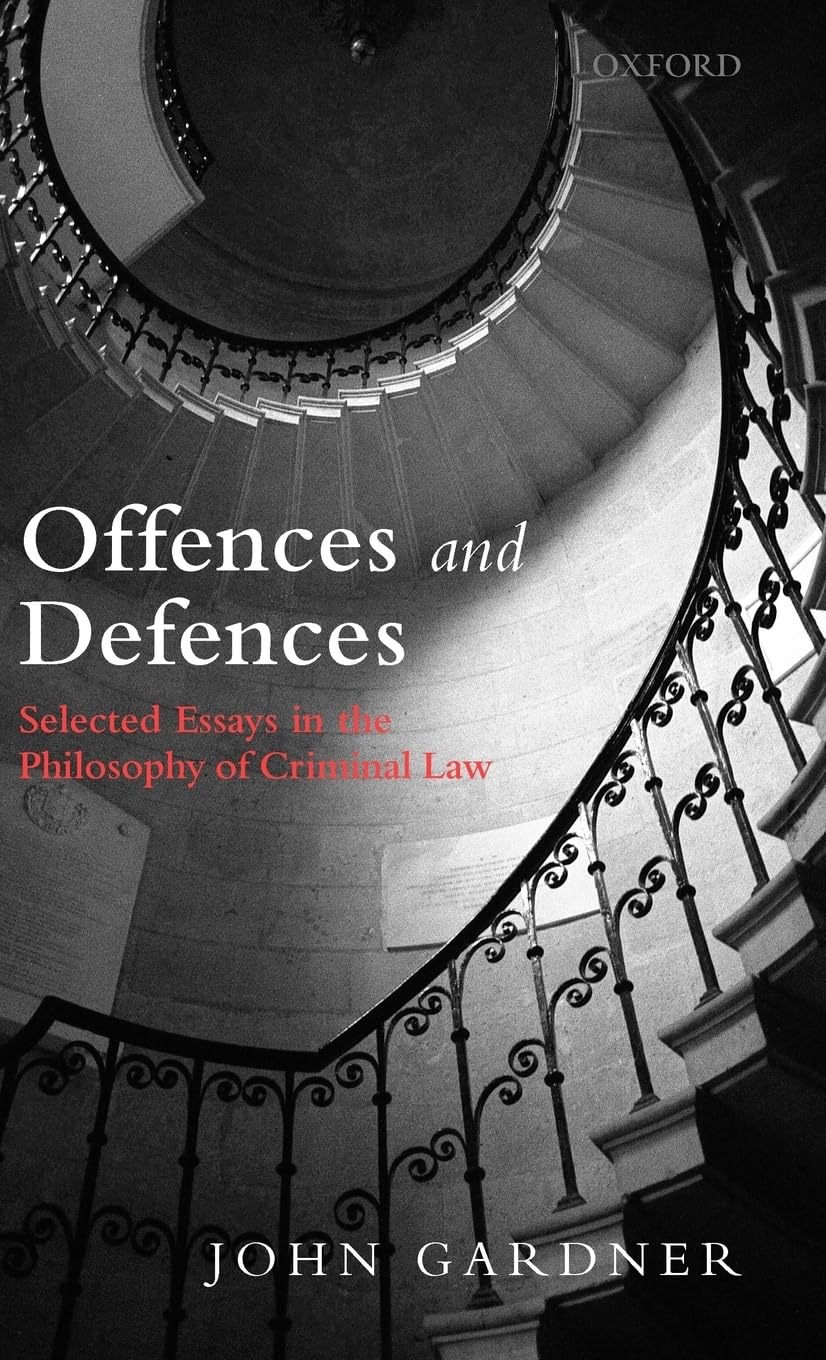 OXFORD
Offences and
Defences
Selected Essays in the
Philosophy of Criminal Law
JOHN GARDNER